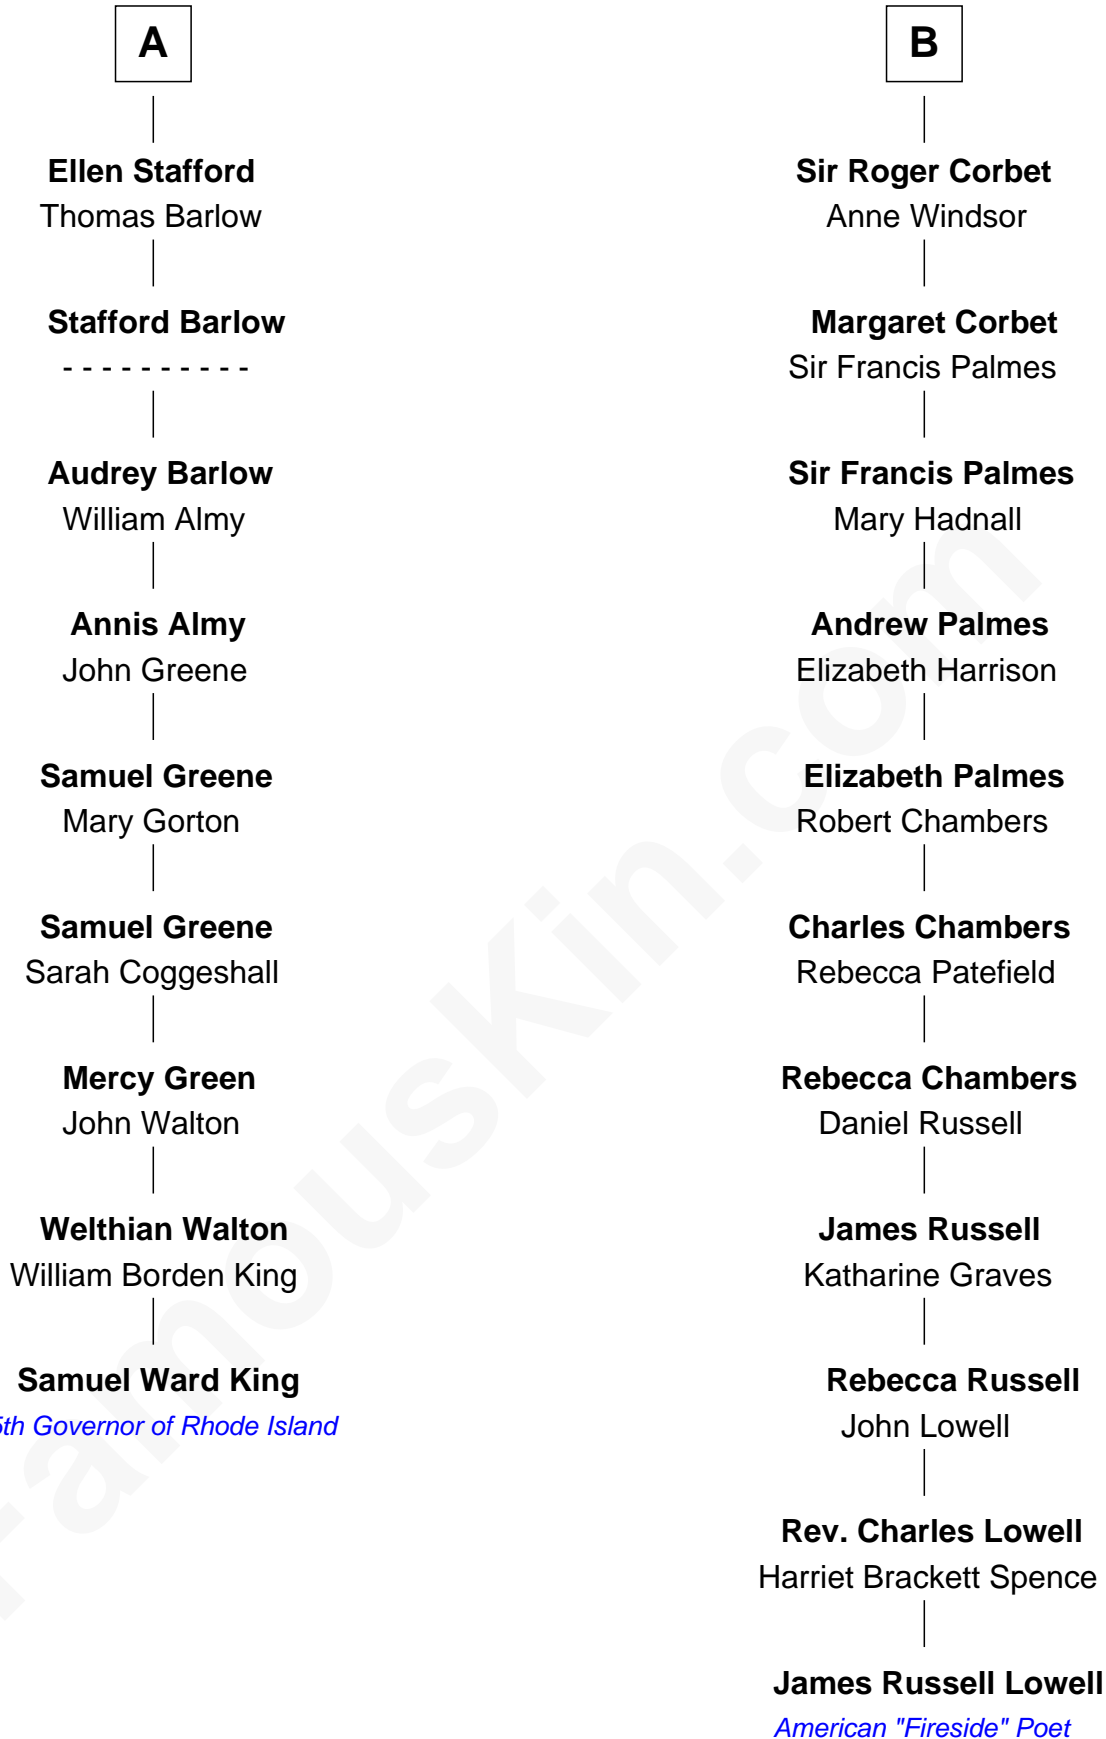 A
Ellen Stafford
Thomas Barlow
Stafford Barlow
- - - - - - - - - -
Audrey Barlow
William Almy
Annis Almy
John Greene
Samuel Greene
Mary Gorton
Samuel Greene
Sarah Coggeshall
Mercy Green
John Walton
Welthian Walton
William Borden King
Samuel Ward King
5th Governor of Rhode Island
B
Sir Roger Corbet
Anne Windsor
Margaret Corbet
Sir Francis Palmes
Sir Francis Palmes
Mary Hadnall
Andrew Palmes
Elizabeth Harrison
Elizabeth Palmes
Robert Chambers
Charles Chambers
Rebecca Patefield
Rebecca Chambers
Daniel Russell
James Russell
Katharine Graves
Rebecca Russell
John Lowell
Rev. Charles Lowell
Harriet Brackett Spence
James Russell Lowell
American "Fireside" Poet
FamousKin.com